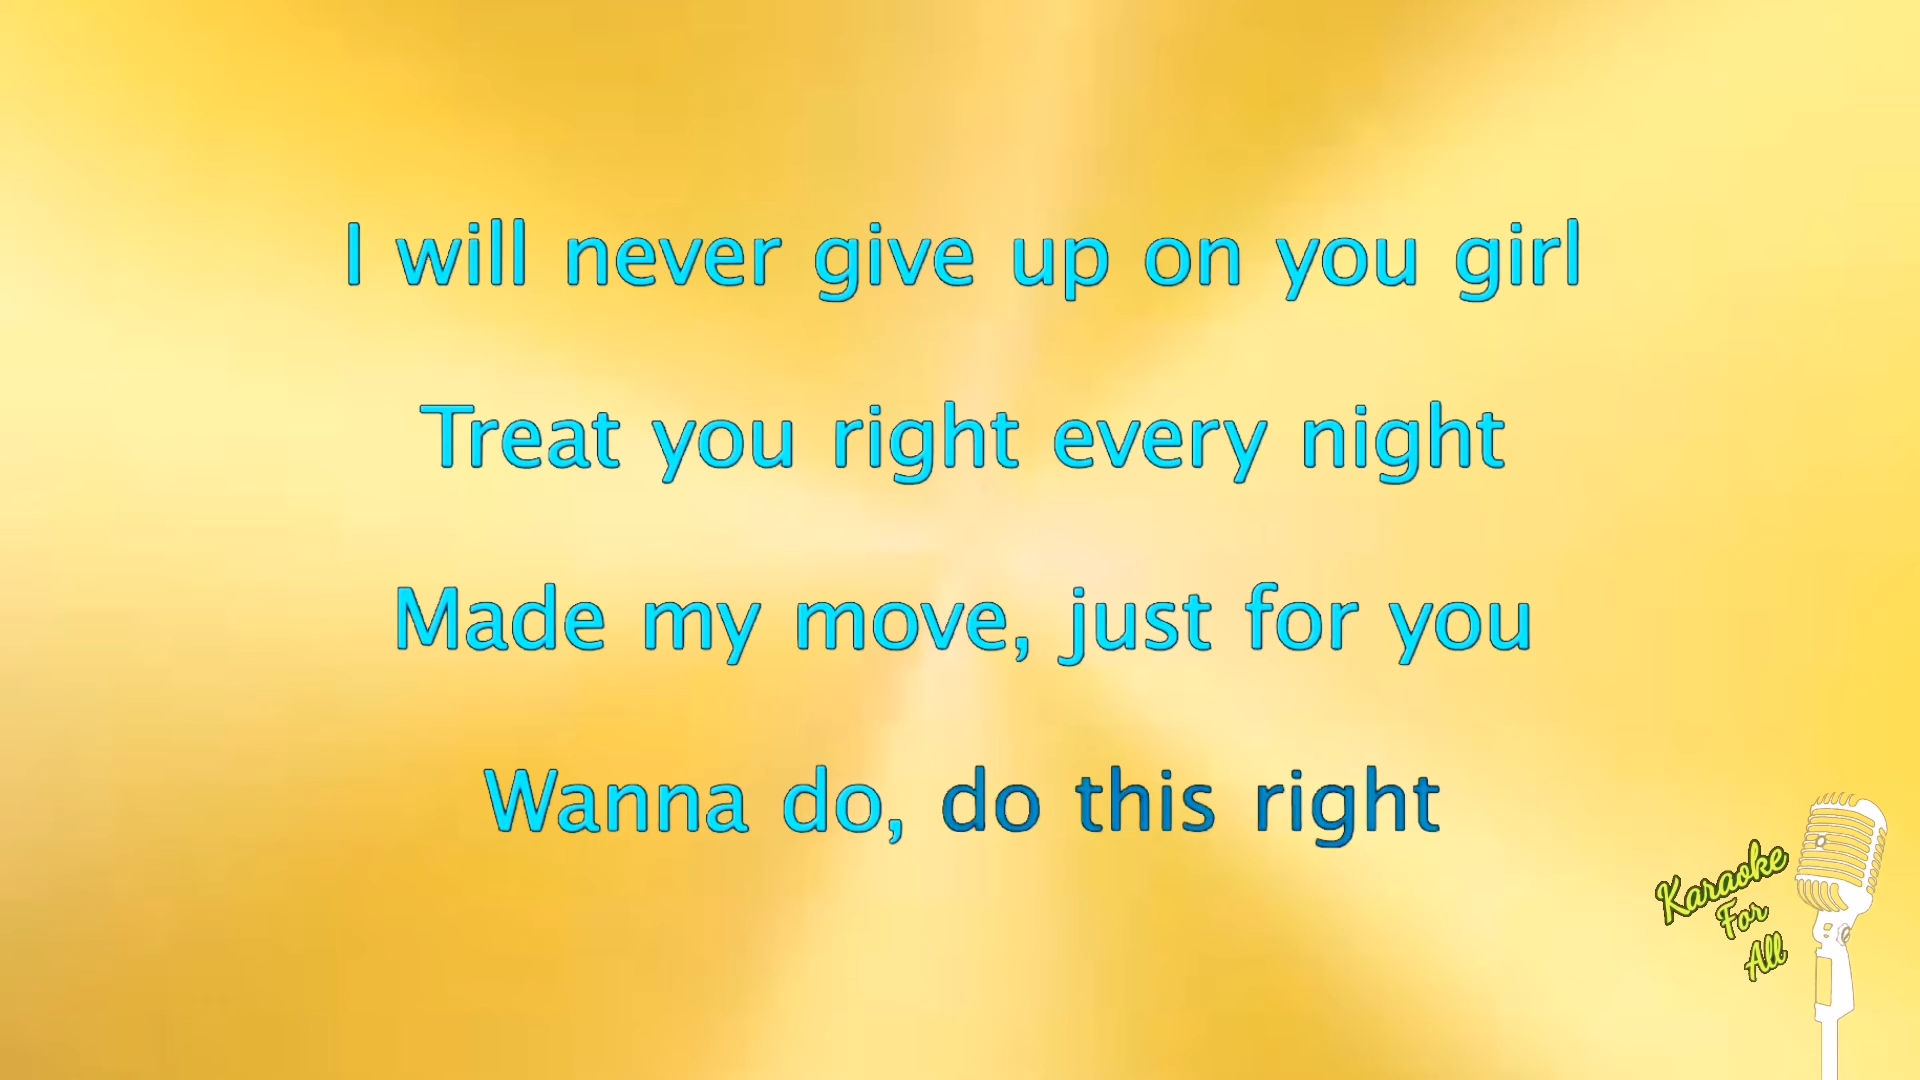 I will never give up on you girl
Treat you right every night
Made my move, just for you
Wanna do, do this right
Karaoke
For
All